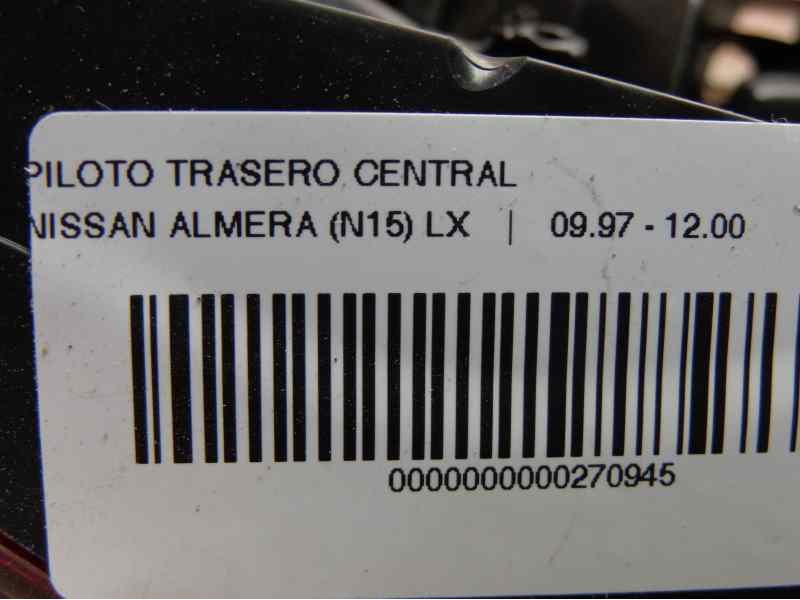 PILOTO TRASERO CENTRAL
NISSAN ALMERA (N15) LX | 09.97 - 12.00
0000000000270945